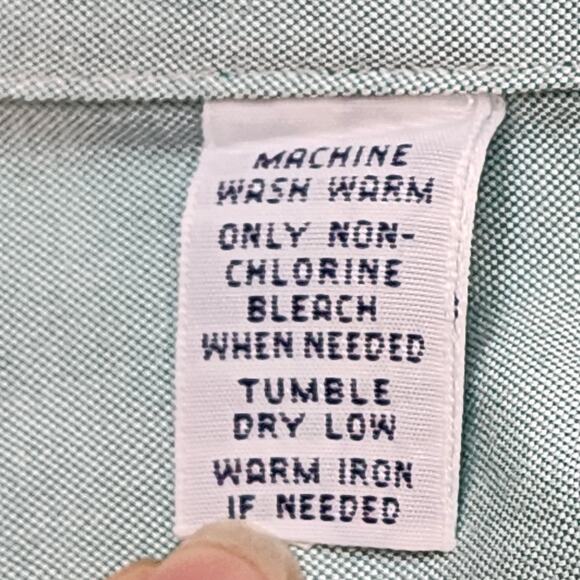 MACHINE
WASH WARM
ONLY NON-
CHLORINE
BLEACH
WHEN NEEDED
TUMBLE
DRY LOW
WARM IRON
IF NEEDED